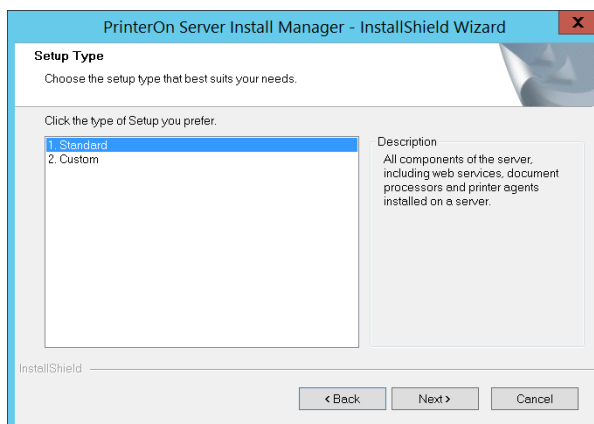 PrinterOn Server Install Manager - InstallShield Wizard
x
Setup Type
Choose the setup type that best suits your needs.
Click the type of Setup you prefer.
1. Standard
2. Custom
Description
All components of the server,
including web services, document
processors and printer agents
installed on a server.
InstallShield
< Back
Next >
Cancel